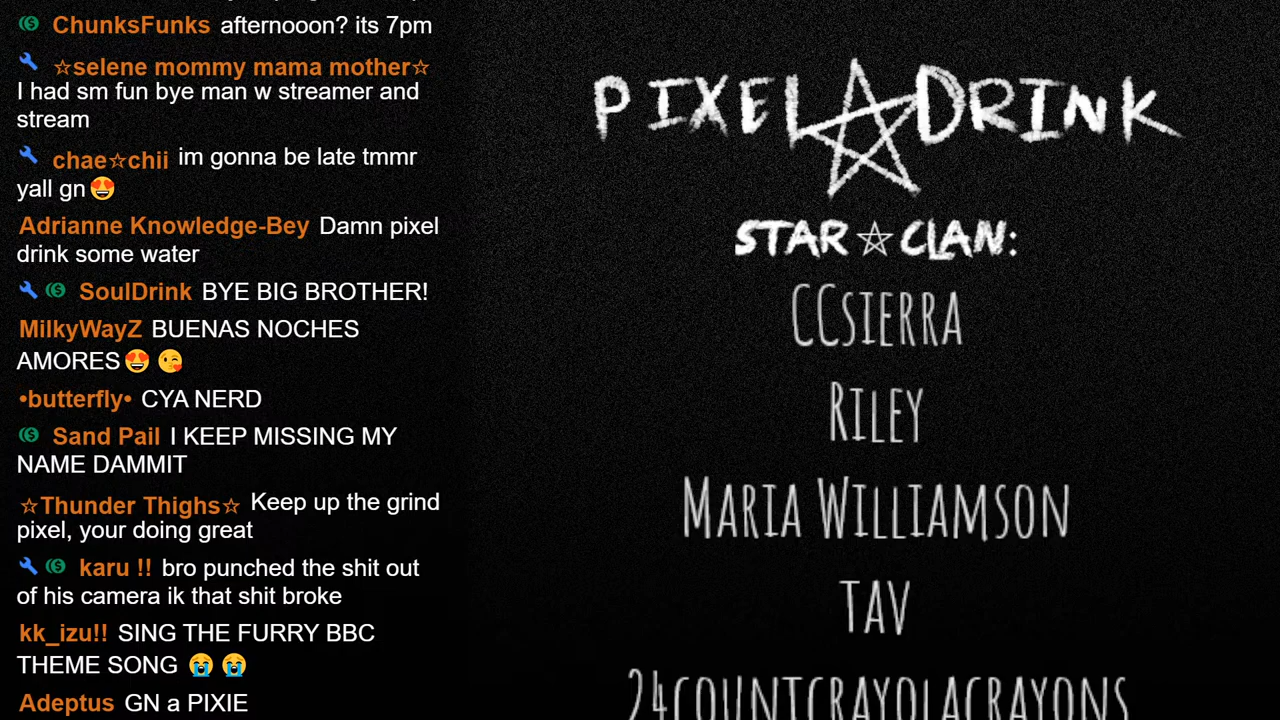 ChunksFunks afternooon? its 7pm
☆selene mommy mama mother☆
I had sm fun bye man w streamer and
stream
chae☆chii im gonna be late tmmr
yall gn😍
Adrianne Knowledge-Bey Damn pixel
drink some water
SoulDrink BYE BIG BROTHER!
MilkyWayZ BUENAS NOCHES
AMORES😍 😘
•butterfly• CYA NERD
Sand Pail I KEEP MISSING MY
NAME DAMMIT
☆Thunder Thighs☆ Keep up the grind
pixel, your doing great
karu !! bro punched the shit out
of his camera ik that shit broke
kk_izu!! SING THE FURRY BBC
THEME SONG 😭 😭
Adeptus GN a PIXIE
PIXEL☆DRINK
STAR☆CLAN:
CCSIERRA
RILEY
MARIA WILLIAMSON
TAV
24COUNTCRAYOLACRAYONS